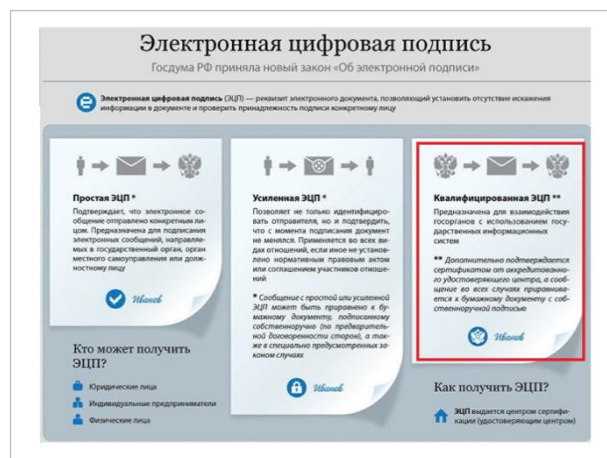 Электронная цифровая подпись
Госдума РФ приняла новый закон «Об электронной подписи»
Электронная цифровая подпись (ЭЦП) — реквизит электронного документа, позволяющий установить отсутствие искажения
информации в документе и проверить принадлежность подписи конкретному лицу
Простая ЭЦП *
Подтверждает, что электронное со-
общение отправлено конкретным ли-
цом. Предназначена для подписания
электронных сообщений, направляе-
мых в государственный орган, орган
местного самоуправления или долж-
ностному лицу
Иванов
Усиленная ЭЦП *
Позволяет не только идентифициро-
вать отправителя, но и подтвердить,
что с момента подписания документ
не менялся. Применяется во всех ви-
дах отношений, если иное не установ-
лено нормативным правовым актом
или соглашением участников отноше-
ний
* Сообщение с простой или усиленной
ЭЦП может быть приравнено к бу-
мажному документу, подписанному
собственноручно (по предваритель-
ной договоренности сторон), а так-
же в специально предусмотренных за-
коном случаях
Иванов
Квалифицированная ЭЦП **
Предназначена для взаимодействия
госорганов с использованием госу-
дарственных информационных
систем
** Дополнительно подтверждается
сертификатом от аккредитованно-
го удостоверяющего центра, а сооб-
щение во всех случаях приравнива-
ется к бумажному документу с соб-
ственноручной подписью
Иванов
Кто может получить
ЭЦП?
Юридические лица
Индивидуальные предприниматели
Физические лица
Как получить ЭЦП?
ЭЦП выдается центром сертифи-
кации (удостоверяющим центром)